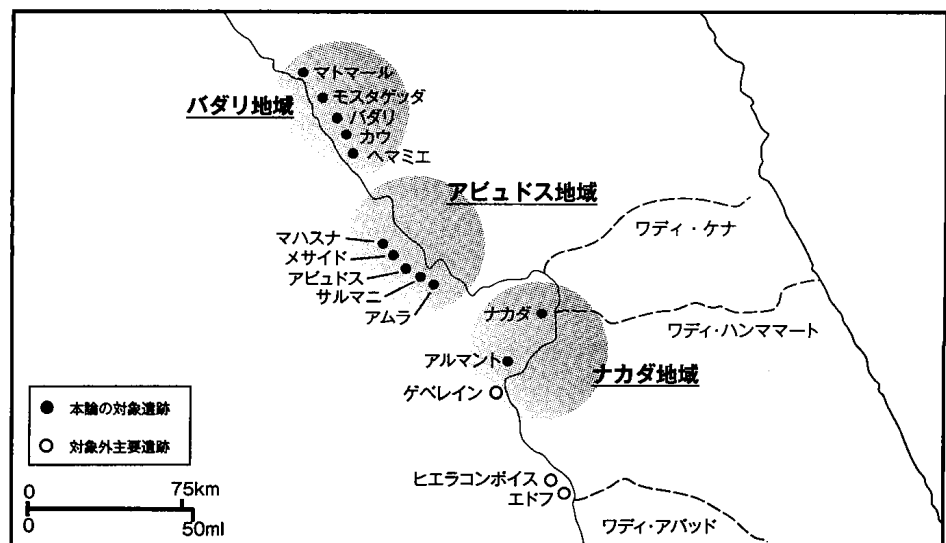 マトマール
モスタゲッダ
バダリ地域
バダリ
カウ
ヘマミエ
アビュドス地域
マハスナ
メサイド
アビュドス
サルマニ
アムラ
ワディ・ケナ
ナカダ
ワディ・ハンママート
アルマント
ナカダ地域
ゲベレイン
● 本論の対象遺跡
○ 対象外主要遺跡
ヒエラコンポイス
エドフ
0 75km
0 50ml
ワディ・アバッド